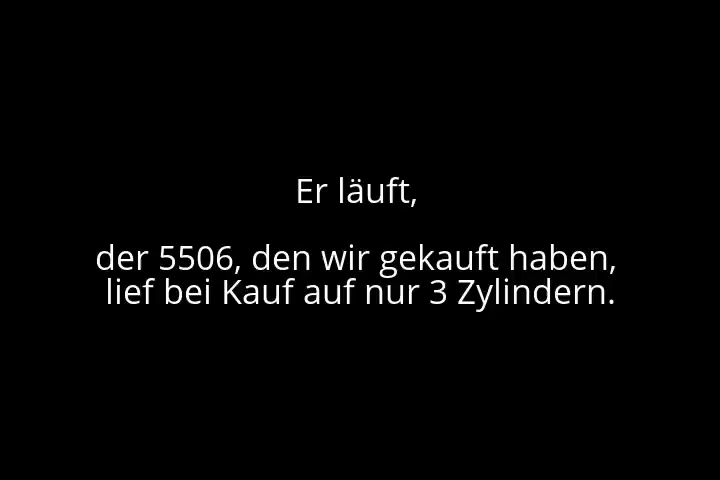 Er läuft,
der 5506, den wir gekauft haben,
lief bei Kauf auf nur 3 Zylindern.